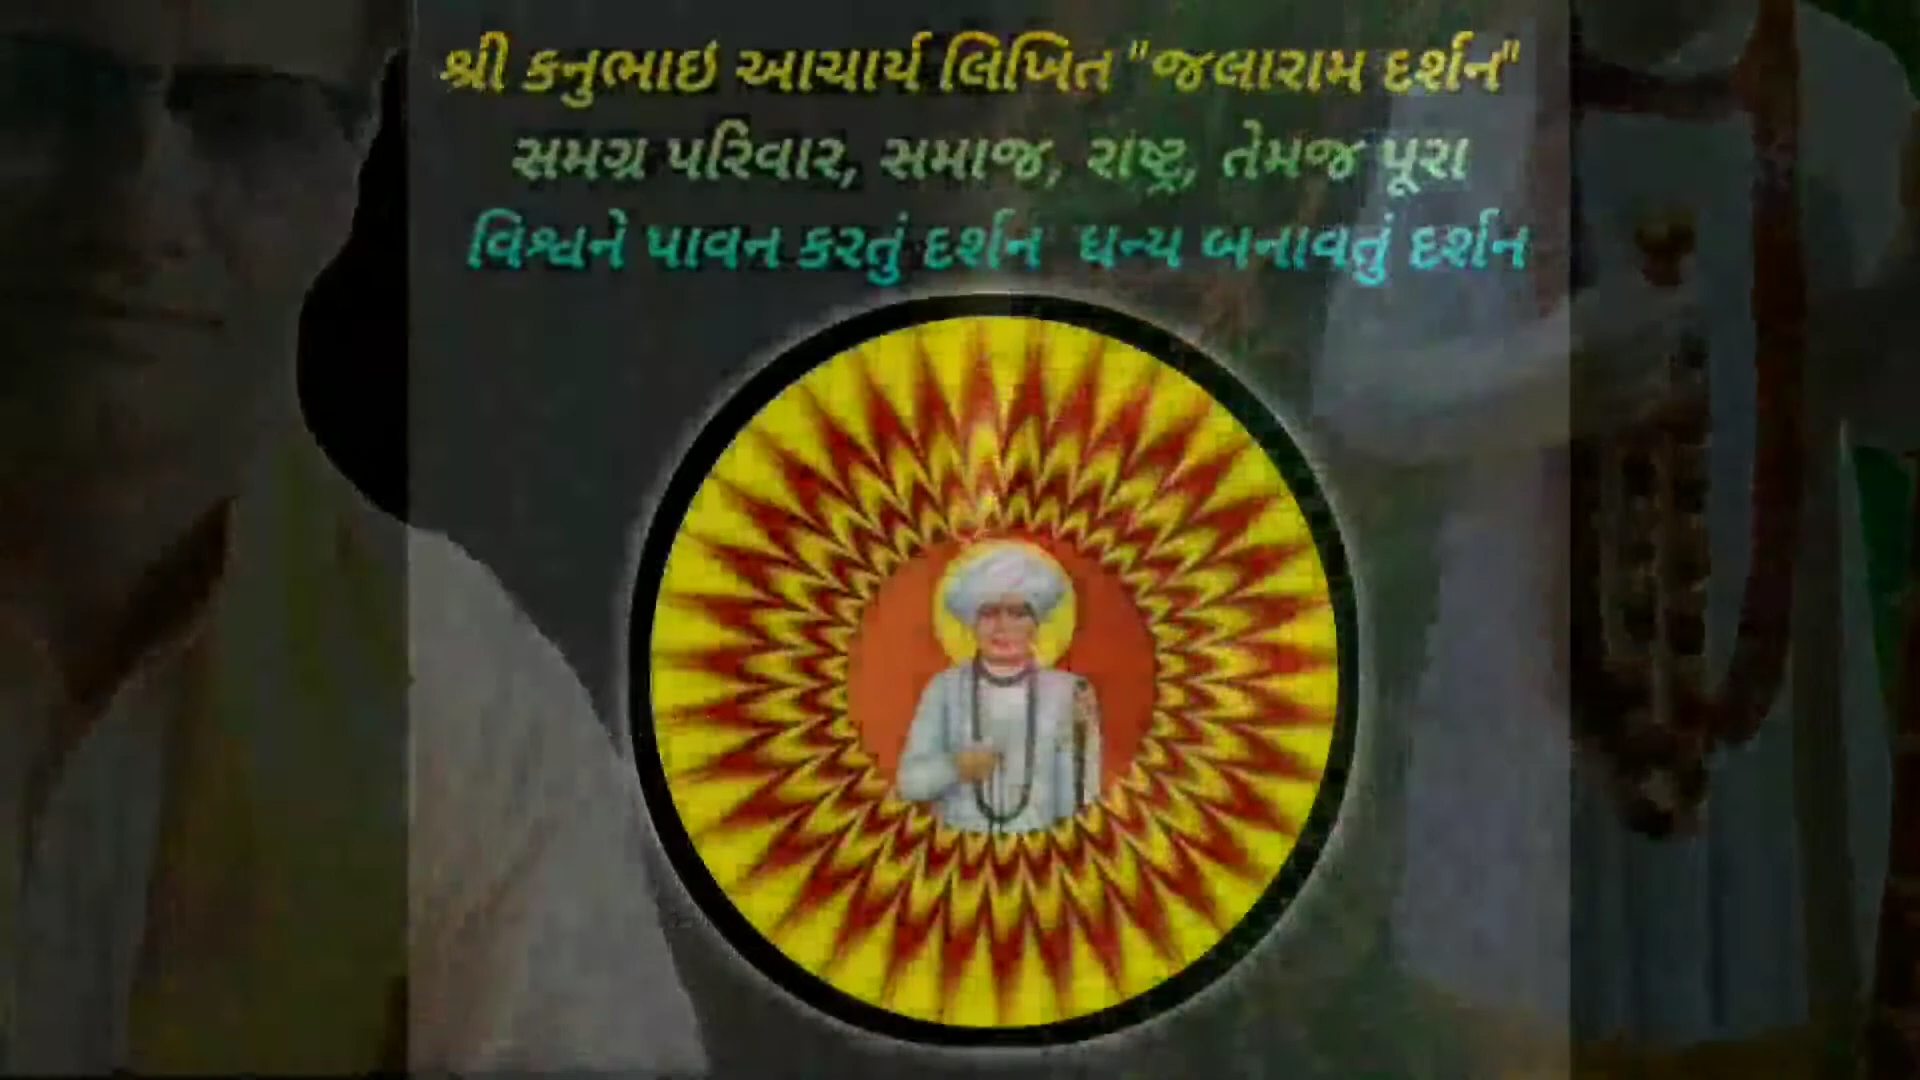 શ્રી કનુભાઇ આચાર્ય લિખિત "જલારામ દર્શન"
સમગ્ર પરિવાર, સમાજ, રાષ્ટ્ર, તેમજ પૂરા
વિશ્વને પાવન કરતું દર્શન ધન્ય બનાવતું દર્શન